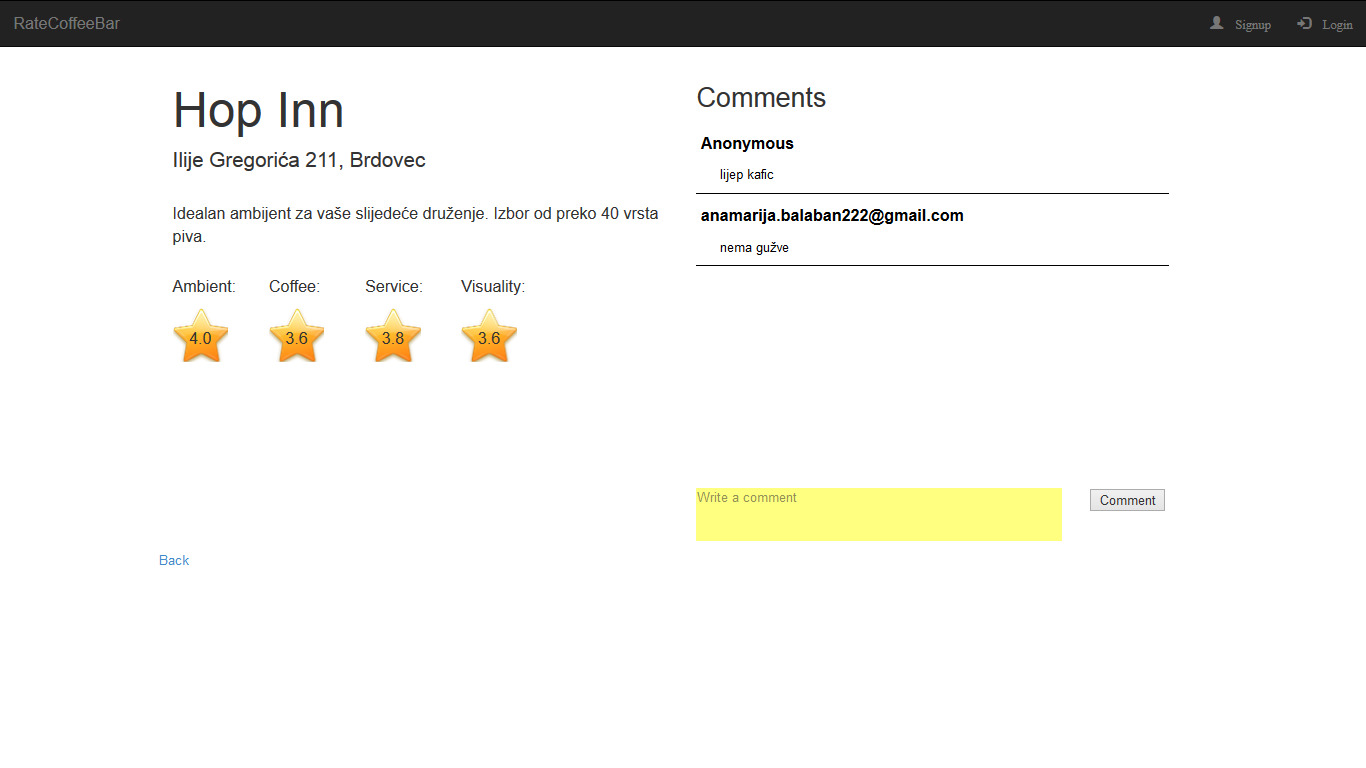 RateCoffeeBar
Signup
Login
Hop Inn
Ilije Gregorića 211, Brdovec
Idealan ambijent za vaše slijedeće druženje. Izbor od preko 40 vrsta
piva.
Ambient: Coffee: Service: Visuality:
4.0 3.6 3.8 3.6
Comments
Anonymous
lijep kafic
anamarija.balaban222@gmail.com
nema gužve
Write a comment
Comment
Back